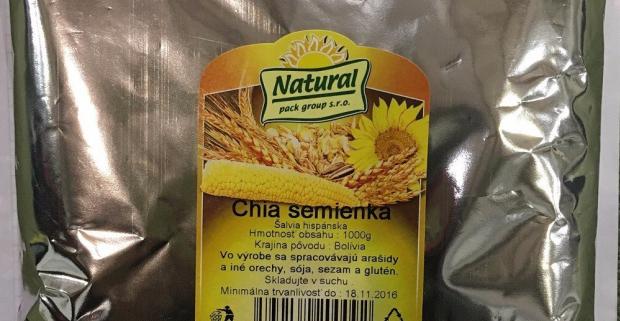 Natural
pack group s.r.o.
Chia semienka
Šalvia hispanska
Hmotnosť obsahu : 1000g
Krajina pôvodu : Bolívia
Vo výrobe sa spracovávajú arašidy
a iné orechy, sója, sezam a glutén.
Skladujte v suchu
Minimálna trvanlivosť do : 18.11.2016